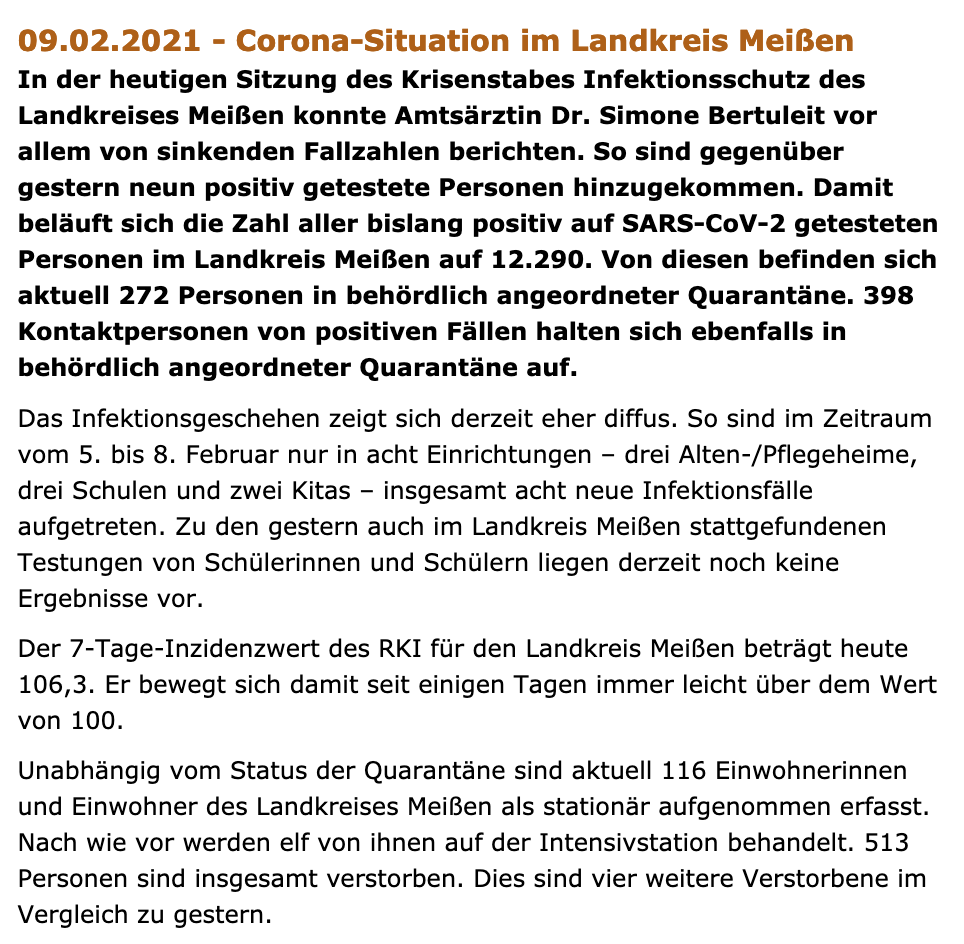 09.02.2021 - Corona-Situation im Landkreis Meißen
In der heutigen Sitzung des Krisenstabes Infektionsschutz des
Landkreises Meißen konnte Amtsärztin Dr. Simone Bertuleit vor
allem von sinkenden Fallzahlen berichten. So sind gegenüber
gestern neun positiv getestete Personen hinzugekommen. Damit
beläuft sich die Zahl aller bislang positiv auf SARS-CoV-2 getesteten
Personen im Landkreis Meißen auf 12.290. Von diesen befinden sich
aktuell 272 Personen in behördlich angeordneter Quarantäne. 398
Kontaktpersonen von positiven Fällen halten sich ebenfalls in
behördlich angeordneter Quarantäne auf.
Das Infektionsgeschehen zeigt sich derzeit eher diffus. So sind im Zeitraum
vom 5. bis 8. Februar nur in acht Einrichtungen – drei Alten-/Pflegeheime,
drei Schulen und zwei Kitas – insgesamt acht neue Infektionsfälle
aufgetreten. Zu den gestern auch im Landkreis Meißen stattgefundenen
Testungen von Schülerinnen und Schülern liegen derzeit noch keine
Ergebnisse vor.
Der 7-Tage-Inzidenzwert des RKI für den Landkreis Meißen beträgt heute
106,3. Er bewegt sich damit seit einigen Tagen immer leicht über dem Wert
von 100.
Unabhängig vom Status der Quarantäne sind aktuell 116 Einwohnerinnen
und Einwohner des Landkreises Meißen als stationär aufgenommen erfasst.
Nach wie vor werden elf von ihnen auf der Intensivstation behandelt. 513
Personen sind insgesamt verstorben. Dies sind vier weitere Verstorbene im
Vergleich zu gestern.